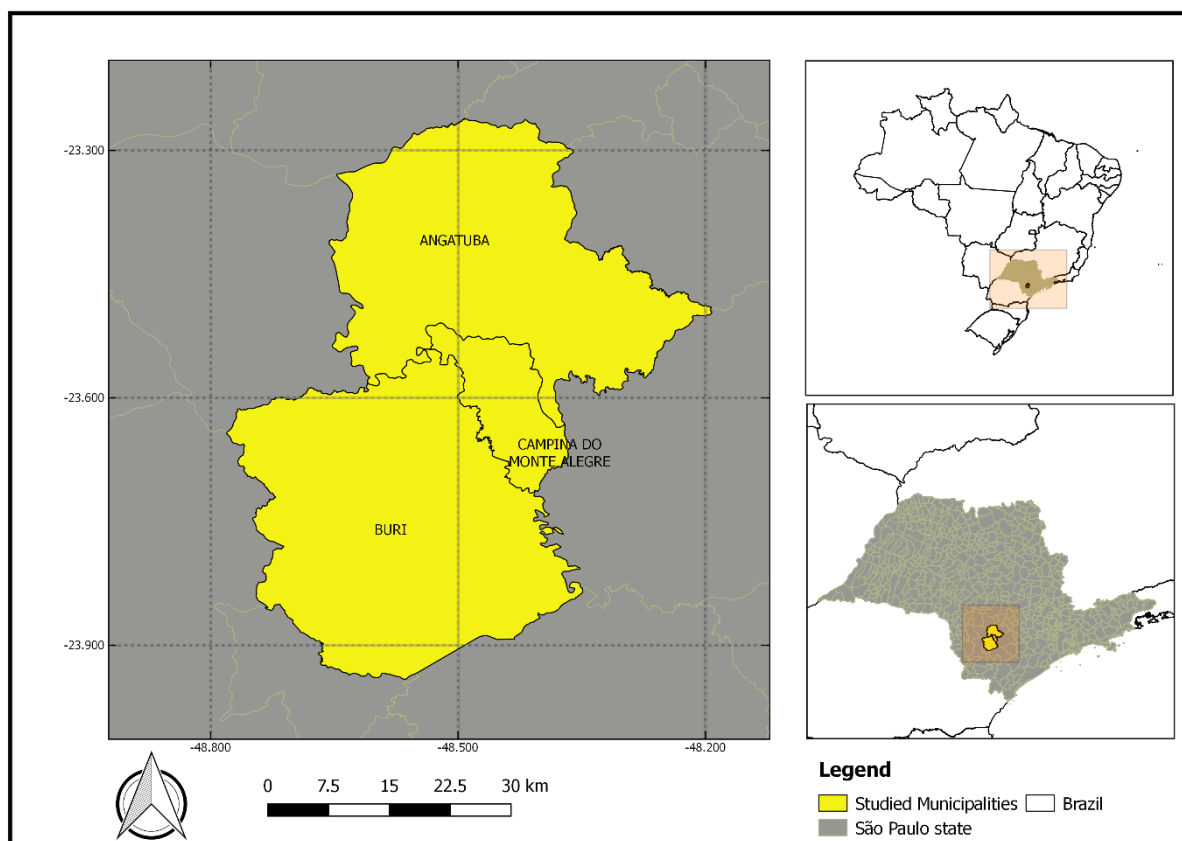 -23.300
-23.600
-23.900
-48.800
-48.500
-48.200
ANGATUBA
CAMPINA DO
MONTE ALEGRE
BURI
0 7.5 15 22.5 30 km
Legend
Studied Municipalities
Brazil
São Paulo state